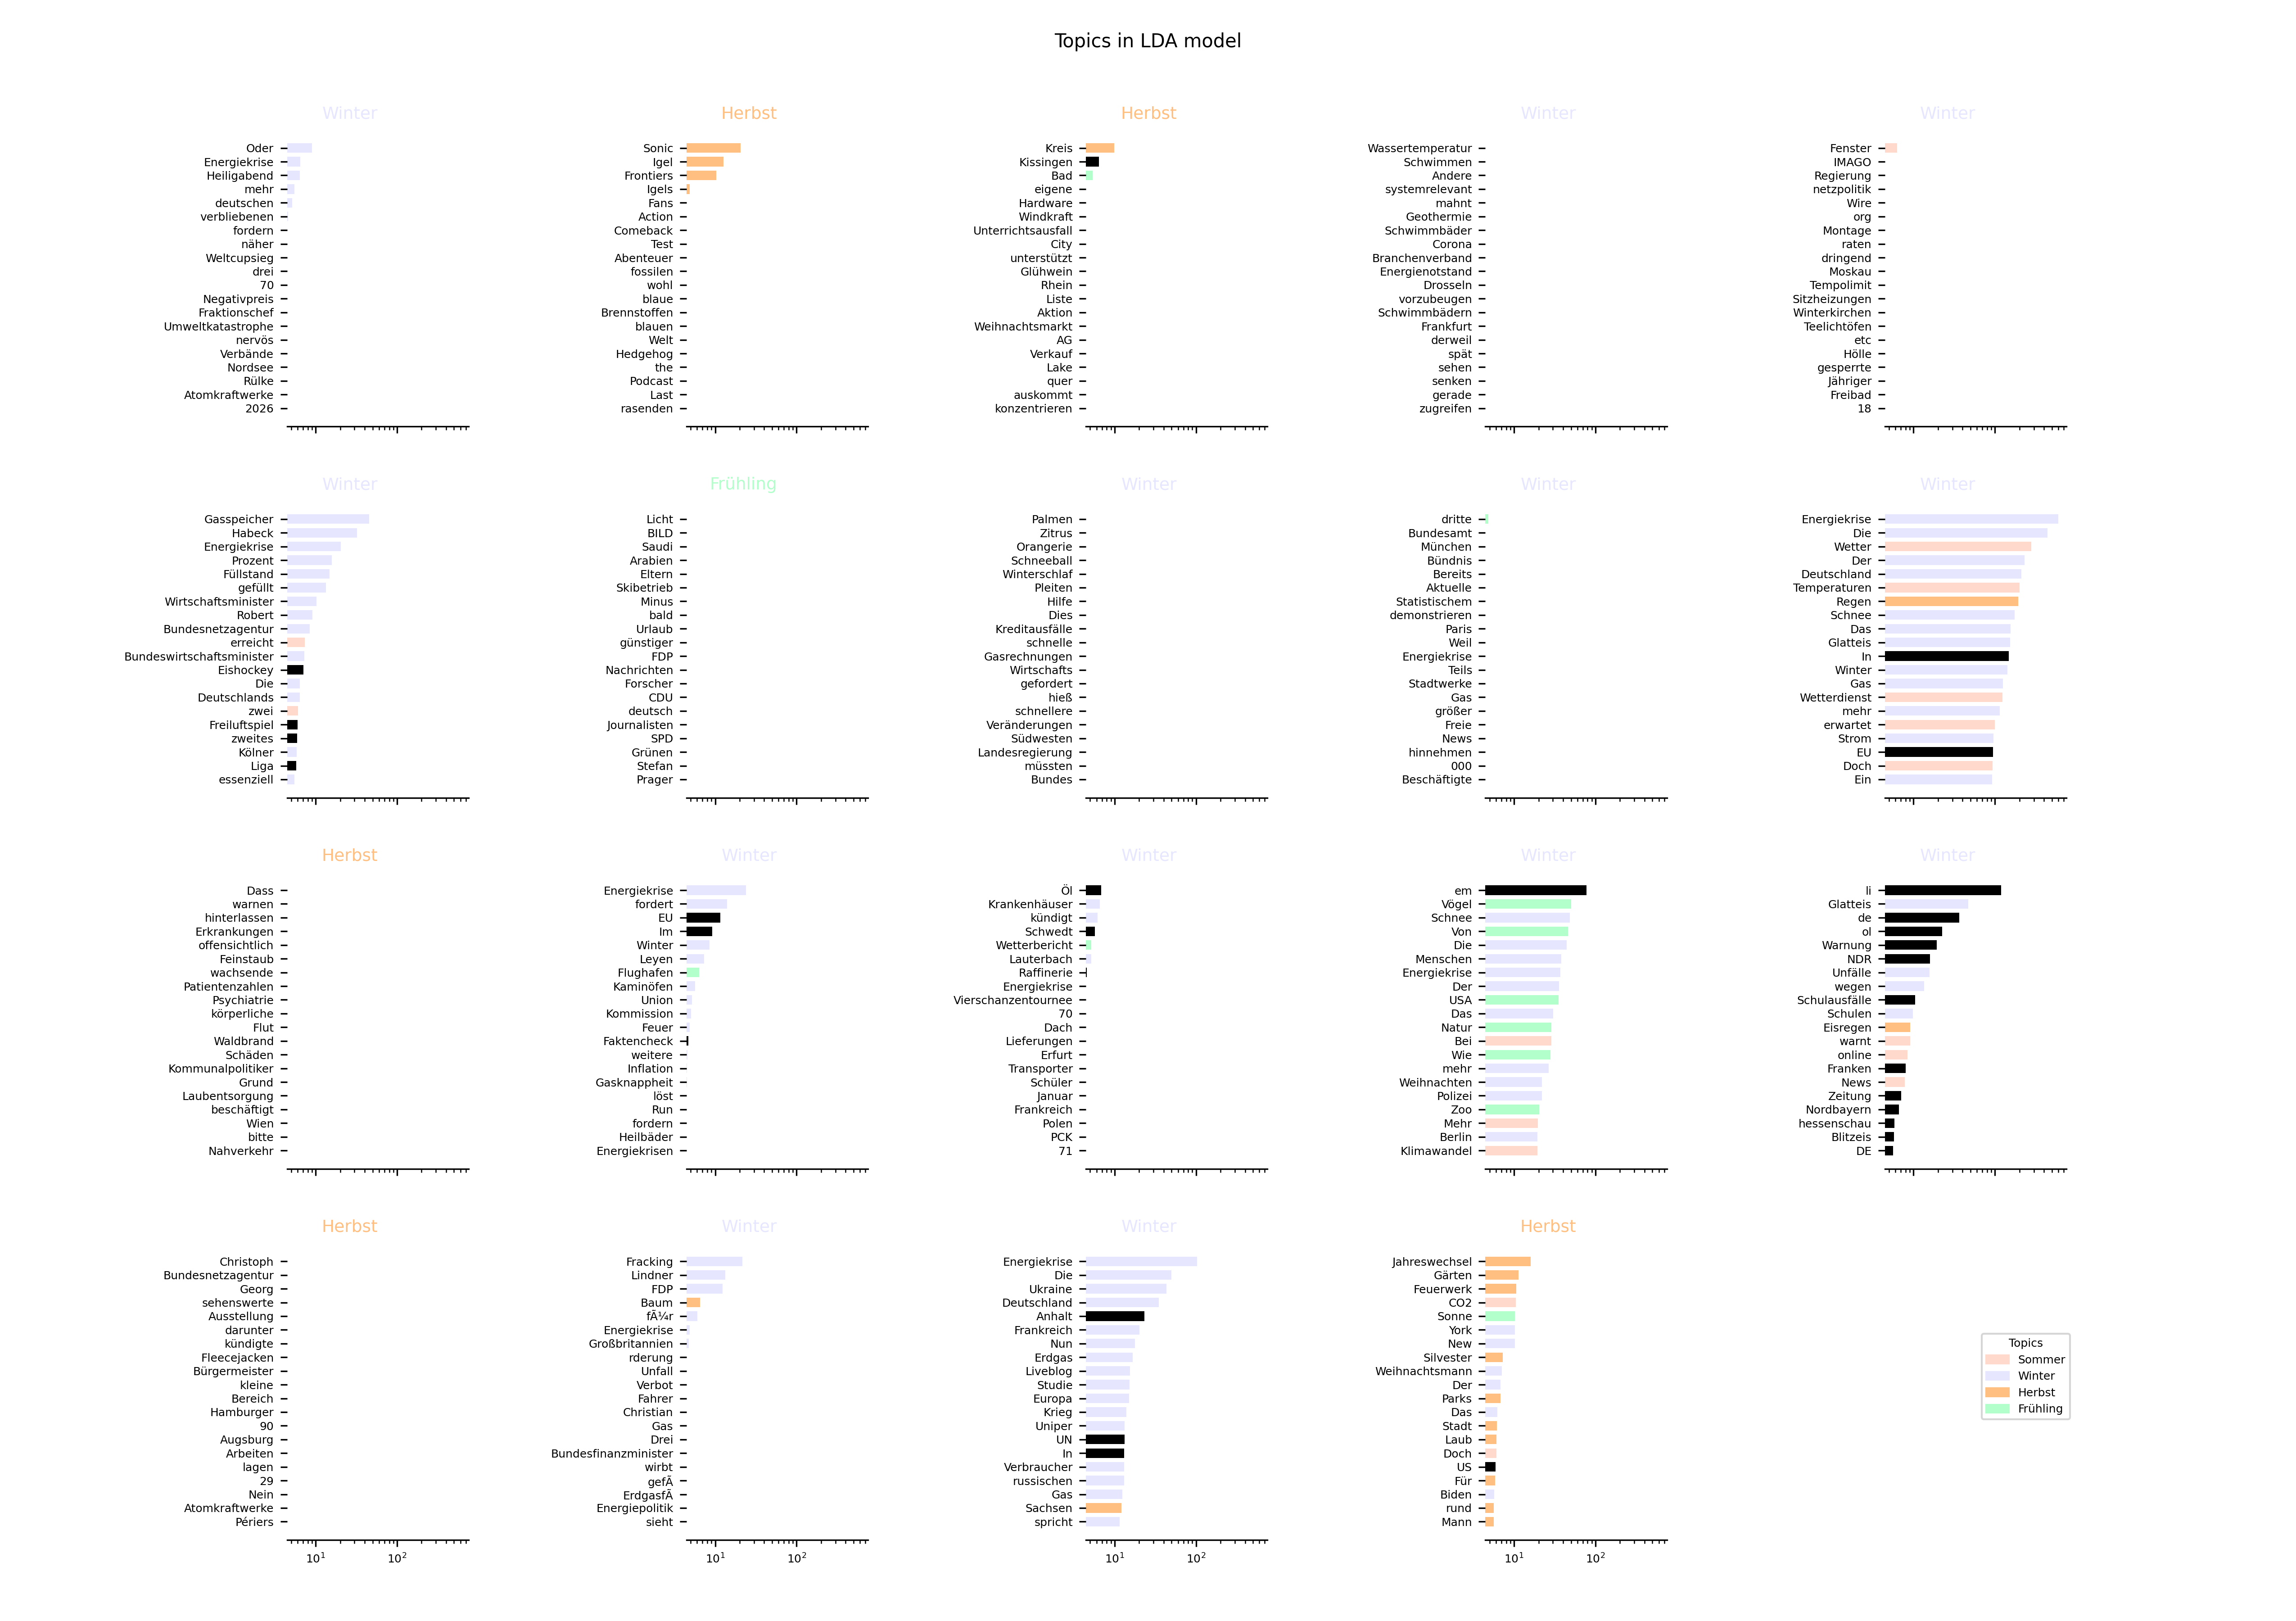 Topics in LDA model
Winter
Oder
Energiekrise
Heiligabend
mehr
deutschen
verbliebenen
fordern
näher
Weltcupsieg
drei
70
Negativpreis
Fraktionschef
Umweltkatastrophe
nervös
Verbände
Nordsee
Rülke
Atomkraftwerke
2026
Herbst
Sonic
Igel
Frontiers
Igels
Fans
Action
Comeback
Test
Abenteuer
fossilen
wohl
blaue
Brennstoffen
blauen
Welt
Hedgehog
the
Podcast
Last
rasenden
Herbst
Kreis
Kissingen
Bad
eigene
Hardware
Windkraft
Unterrichtsausfall
City
unterstützt
Glühwein
Rhein
Liste
Aktion
Weihnachtsmarkt
AG
Verkauf
Lake
quer
auskommt
konzentrieren
Winter
Wassertemperatur
Schwimmen
Andere
systemrelevant
mahnt
Geothermie
Schwimmbäder
Corona
Branchenverband
Energienotstand
Drosseln
vorzubeugen
Schwimmbädern
Frankfurt
derweil
spät
sehen
senken
gerade
zugreifen
Winter
Fenster
IMAGO
Regierung
netzpolitik
Wire
org
Montage
raten
dringend
Moskau
Tempolimit
Sitzheizungen
Winterkirchen
Teelichtöfen
etc
Hölle
gesperrte
Jähriger
Freibad
18
Winter
Gasspeicher
Habeck
Energiekrise
Prozent
Füllstand
gefüllt
Wirtschaftsminister
Robert
Bundesnetzagentur
erreicht
Bundeswirtschaftsminister
Eishockey
Die
Deutschlands
zwei
Freiluftspiel
zweites
Kölner
Liga
essenziell
Frühling
Licht
BILD
Saudi
Arabien
Eltern
Skibetrieb
Minus
bald
Urlaub
günstiger
FDP
Nachrichten
Forscher
CDU
deutsch
Journalisten
SPD
Grünen
Stefan
Prager
Winter
Palmen
Zitrus
Orangerie
Schneeball
Winterschlaf
Pleiten
Hilfe
Dies
Kreditausfälle
schnelle
Gasrechnungen
Wirtschafts
gefordert
hieß
schnellere
Veränderungen
Südwesten
Landesregierung
müssten
Bundes
Winter
dritte
Bundesamt
München
Bündnis
Bereits
Aktuelle
Statistischem
demonstrieren
Paris
Weil
Energiekrise
Teils
Stadtwerke
Gas
größer
Freie
News
hinnehmen
000
Beschäftigte
Winter
Energiekrise
Die
Wetter
Der
Deutschland
Temperaturen
Regen
Schnee
Das
Glatteis
In
Winter
Gas
Wetterdienst
mehr
erwartet
Strom
EU
Doch
Ein
Herbst
Dass
warnen
hinterlassen
Erkrankungen
offensichtlich
Feinstaub
wachsende
Patientenzahlen
Psychiatrie
körperliche
Flut
Waldbrand
Schäden
Kommunalpolitiker
Grund
Laubentsorgung
beschäftigt
Wien
bitte
Nahverkehr
Winter
Energiekrise
fordert
EU
Im
Winter
Leyen
Flughafen
Kaminöfen
Union
Kommission
Feuer
Faktencheck
weitere
Inflation
Gasknappheit
löst
Run
fordern
Heilbäder
Energiekrisen
Winter
Öl
Krankenhäuser
kündigt
Schwedt
Wetterbericht
Lauterbach
Raffinerie
Energiekrise
Vierschanzentournee
70
Dach
Lieferungen
Erfurt
Transporter
Schüler
Januar
Frankreich
Polen
PCK
71
Winter
em
Vögel
Schnee
Von
Die
Menschen
Energiekrise
Der
USA
Das
Natur
Bei
Wie
mehr
Weihnachten
Polizei
Zoo
Mehr
Berlin
Klimawandel
Winter
li
Glatteis
de
ol
Warnung
NDR
Unfälle
wegen
Schulausfälle
Schulen
Eisregen
warnt
online
Franken
News
Zeitung
Nordbayern
hessenschau
Blitzeis
DE
Herbst
Christoph
Bundesnetzagentur
Georg
sehenswerte
Ausstellung
darunter
kündigte
Fleecejacken
Bürgermeister
kleine
Bereich
Hamburger
90
Augsburg
Arbeiten
lagen
29
Nein
Atomkraftwerke
Périers
10¹ 10²
Winter
Fracking
Lindner
FDP
Baum
fÃ¼r
Energiekrise
Großbritannien
rderung
Unfall
Verbot
Fahrer
Christian
Gas
Drei
Bundesfinanzminister
wirbt
gefÃ
ErdgasfÃ
Energiepolitik
sieht
10¹ 10²
Winter
Energiekrise
Die
Ukraine
Deutschland
Anhalt
Frankreich
Nun
Erdgas
Liveblog
Studie
Europa
Krieg
Uniper
UN
In
Verbraucher
russischen
Gas
Sachsen
spricht
10¹ 10²
Herbst
Jahreswechsel
Gärten
Feuerwerk
CO2
Sonne
York
New
Silvester
Weihnachtsmann
Der
Parks
Das
Stadt
Laub
Doch
US
Für
Biden
rund
Mann
10¹ 10²
Topics
Sommer
Winter
Herbst
Frühling